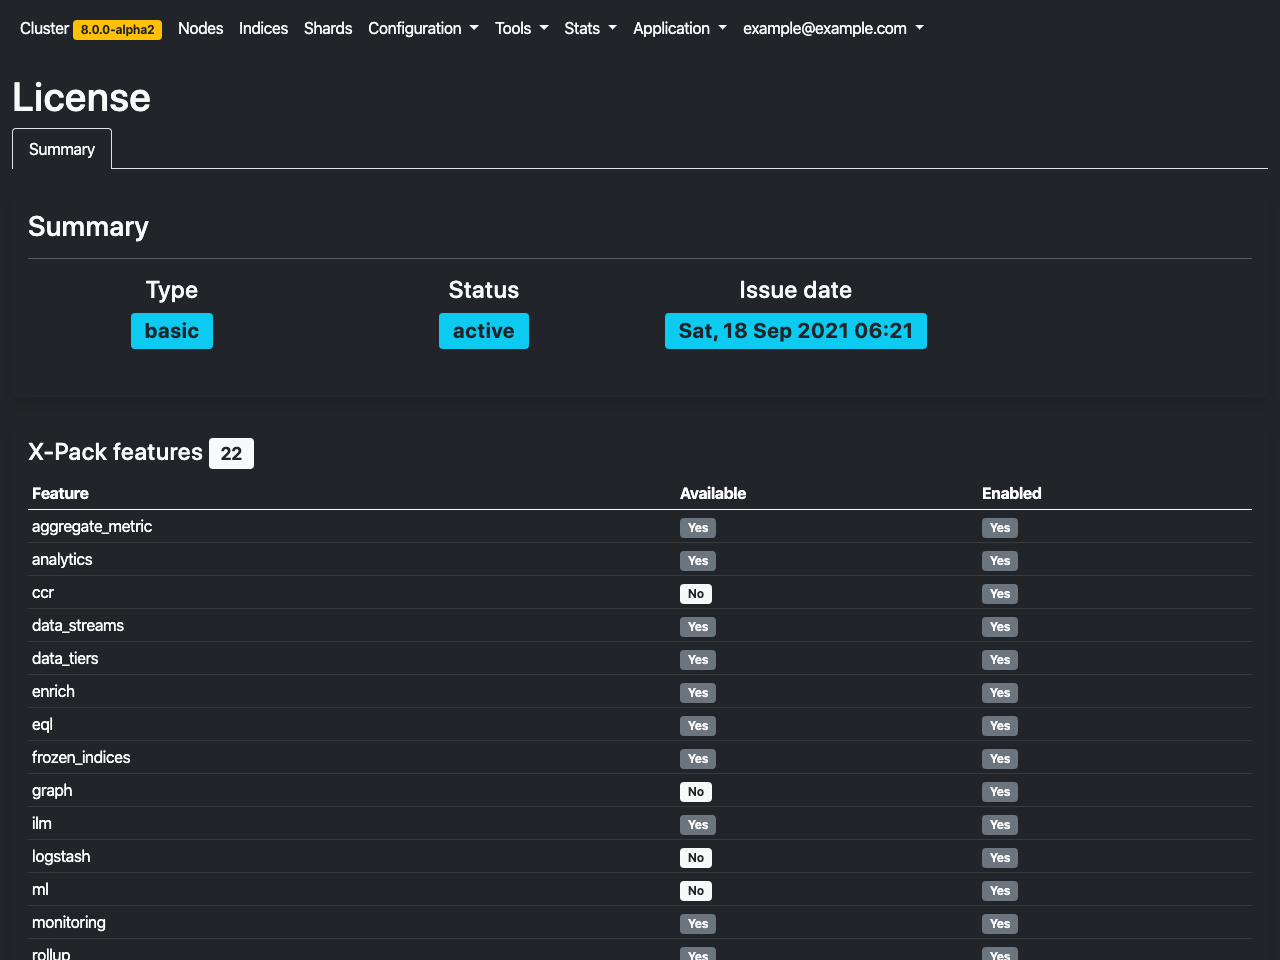 Cluster 8.0.0-alpha2 Nodes Indices Shards Configuration Tools Stats Application example@example.com
License
Summary
Summary
Type Status Issue date
basic active Sat, 18 Sep 2021 06:21
X-Pack features 22
Feature Available Enabled
aggregate_metric Yes Yes
analytics Yes Yes
ccr No Yes
data_streams Yes Yes
data_tiers Yes Yes
enrich Yes Yes
eql Yes Yes
frozen_indices Yes Yes
graph No Yes
ilm Yes Yes
logstash No Yes
ml No Yes
monitoring Yes Yes
rollup Yes Yes